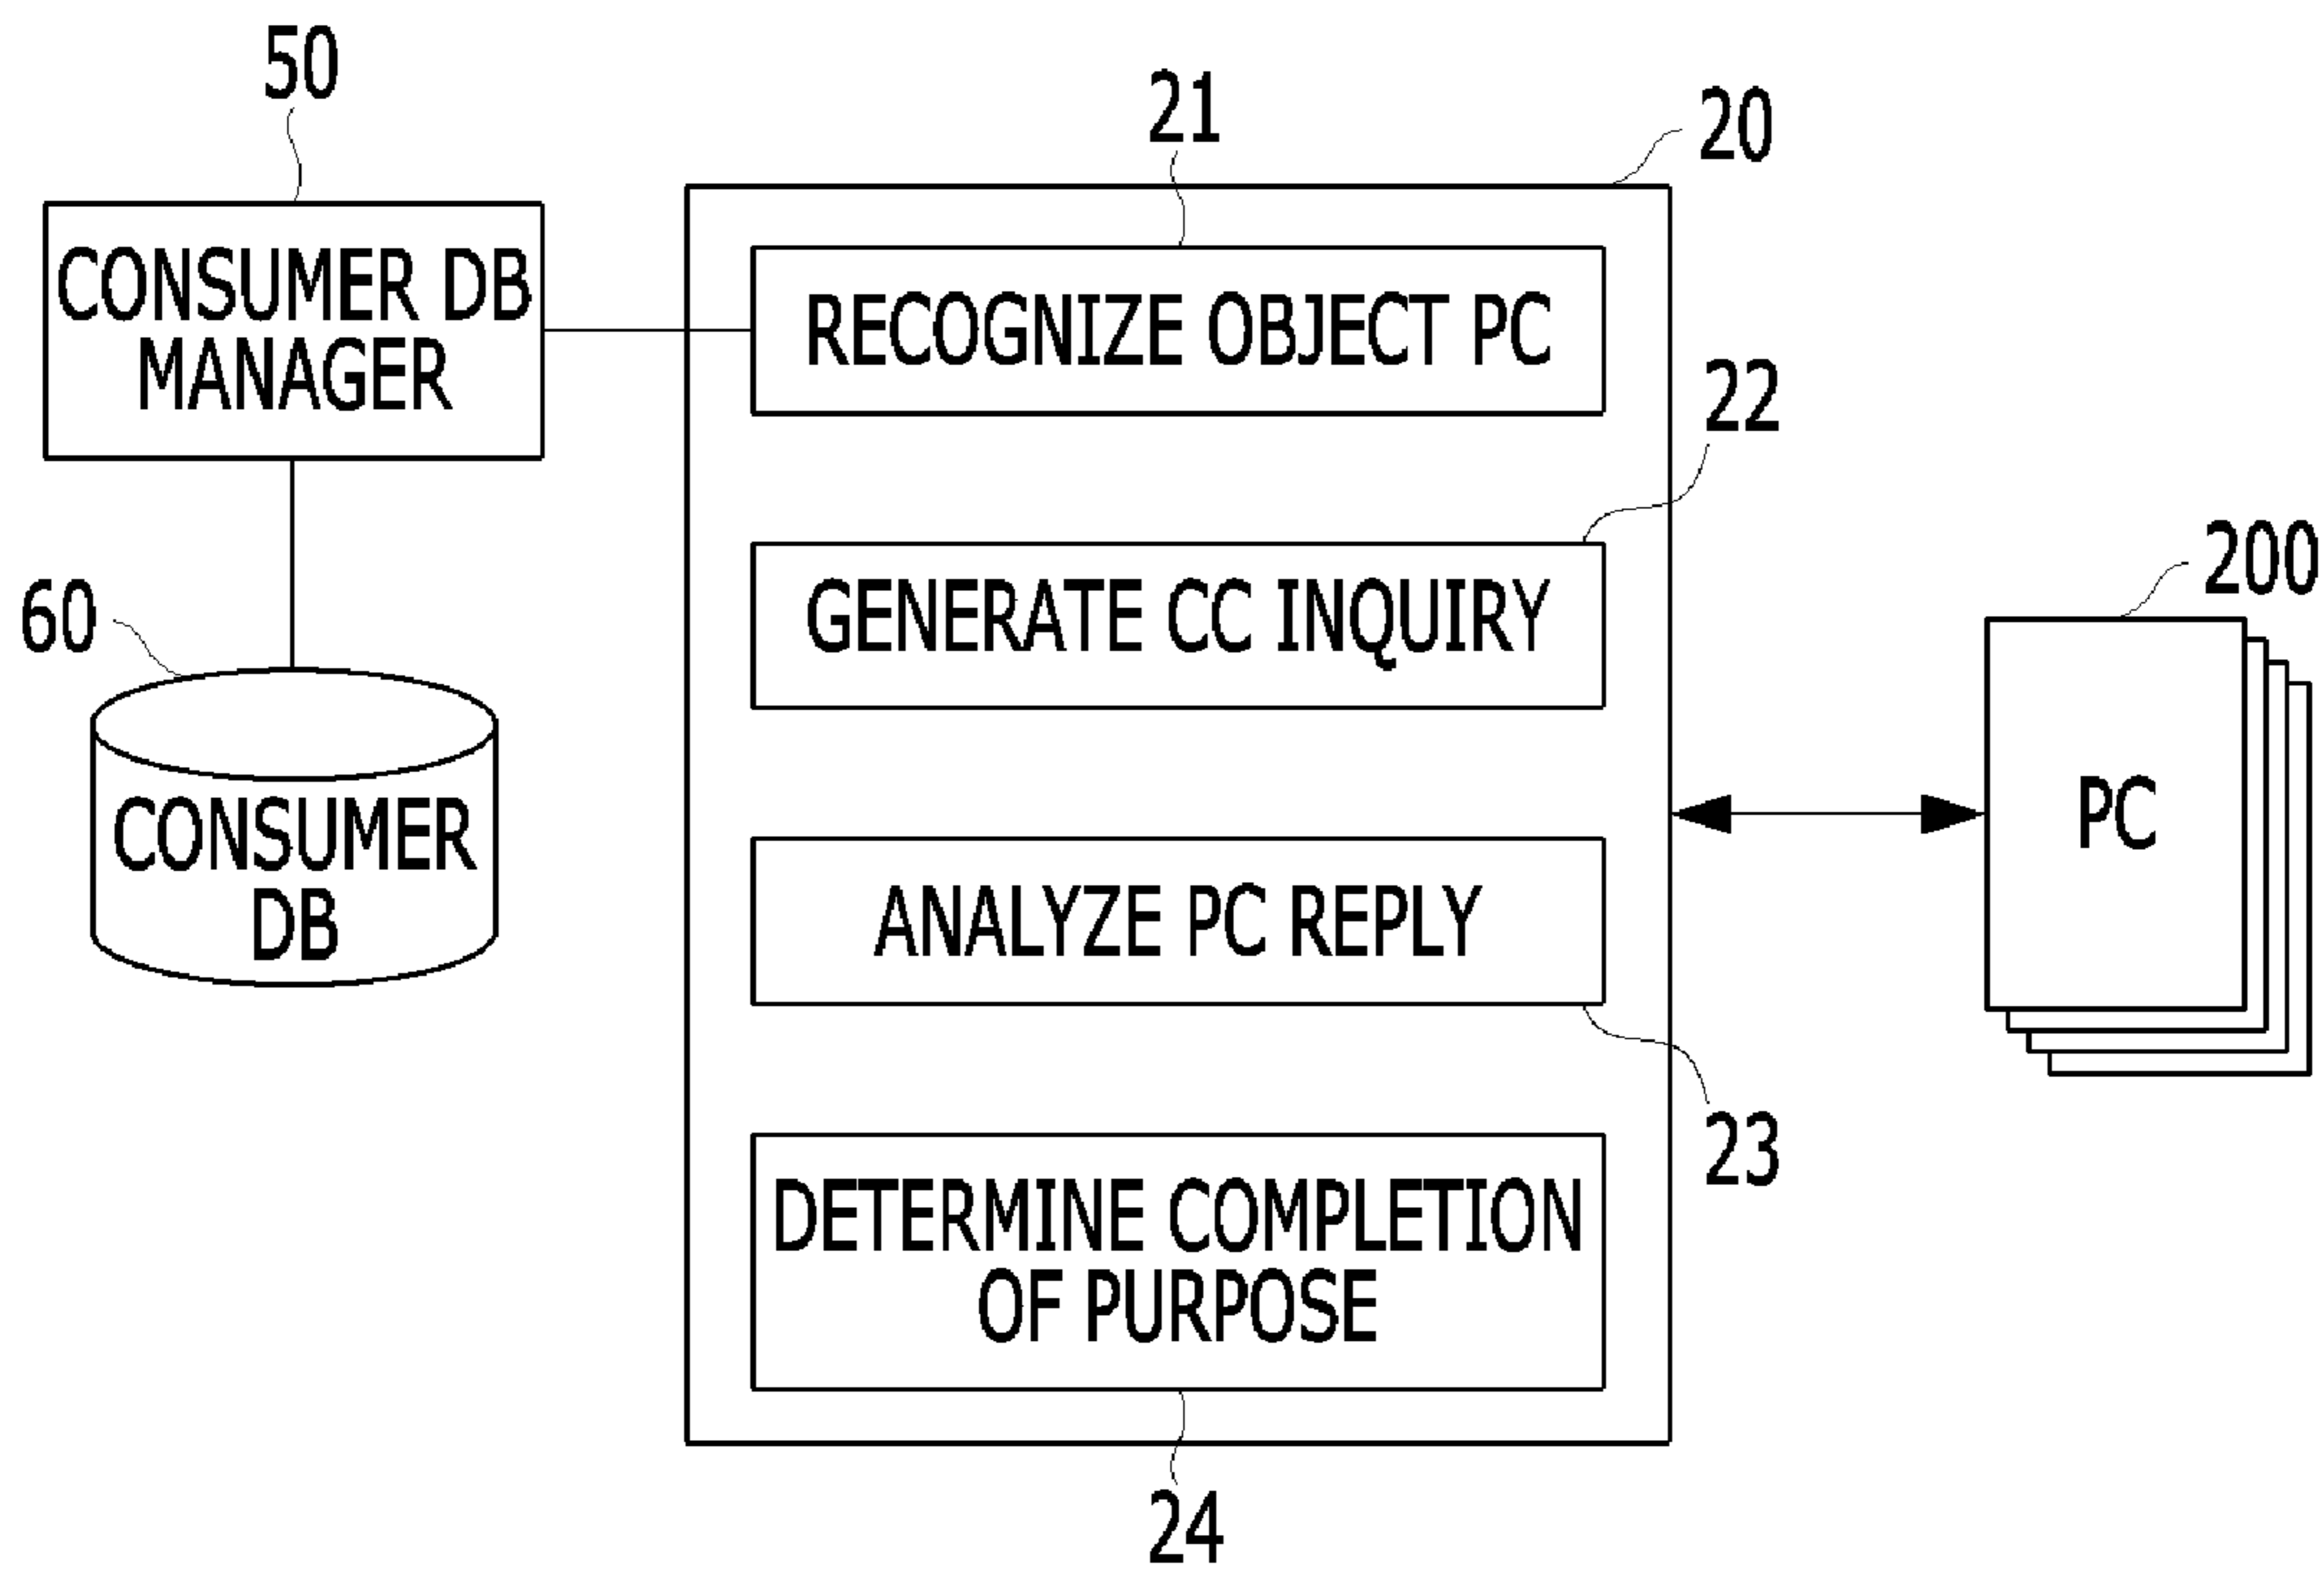 50
21
20
CONSUMER DB
MANAGER
RECOGNIZE OBJECT PC
22
GENERATE CC INQUIRY
200
60
CONSUMER
DB
PC
ANALYZE PC REPLY
23
DETERMINE COMPLETION
OF PURPOSE
24